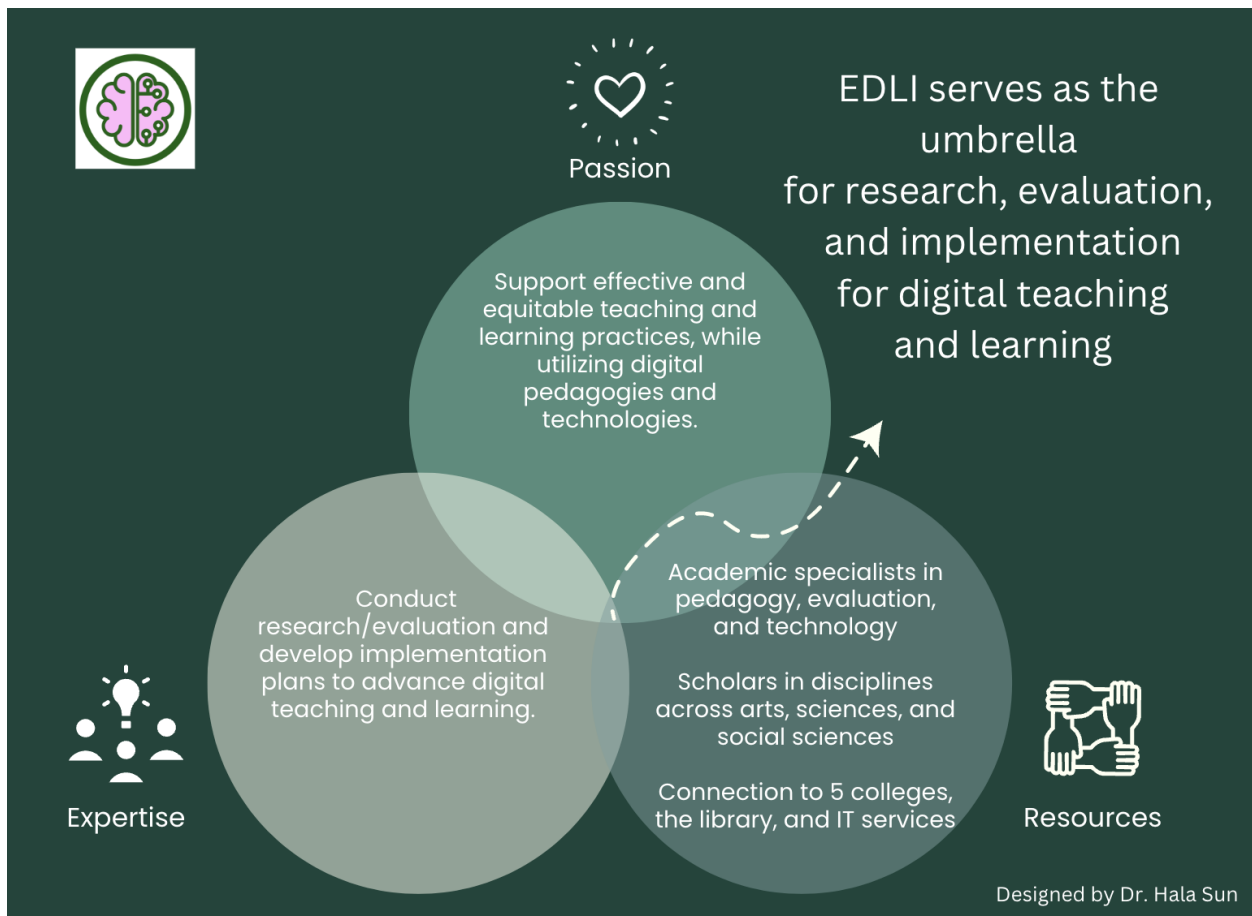 Passion
EDLI serves as the
umbrella
for research, evaluation,
and implementation
for digital teaching
and learning
Support effective and
equitable teaching and
learning practices, while
utilizing digital
pedagogies and
technologies.
Conduct
research/evaluation and
develop implementation
plans to advance digital
teaching and learning.
Academic specialists in
pedagogy, evaluation,
and technology
Scholars in disciplines
across arts, sciences, and
social sciences
Connection to 5 colleges,
the library, and IT services
Expertise
Resources
Designed by Dr. Hala Sun